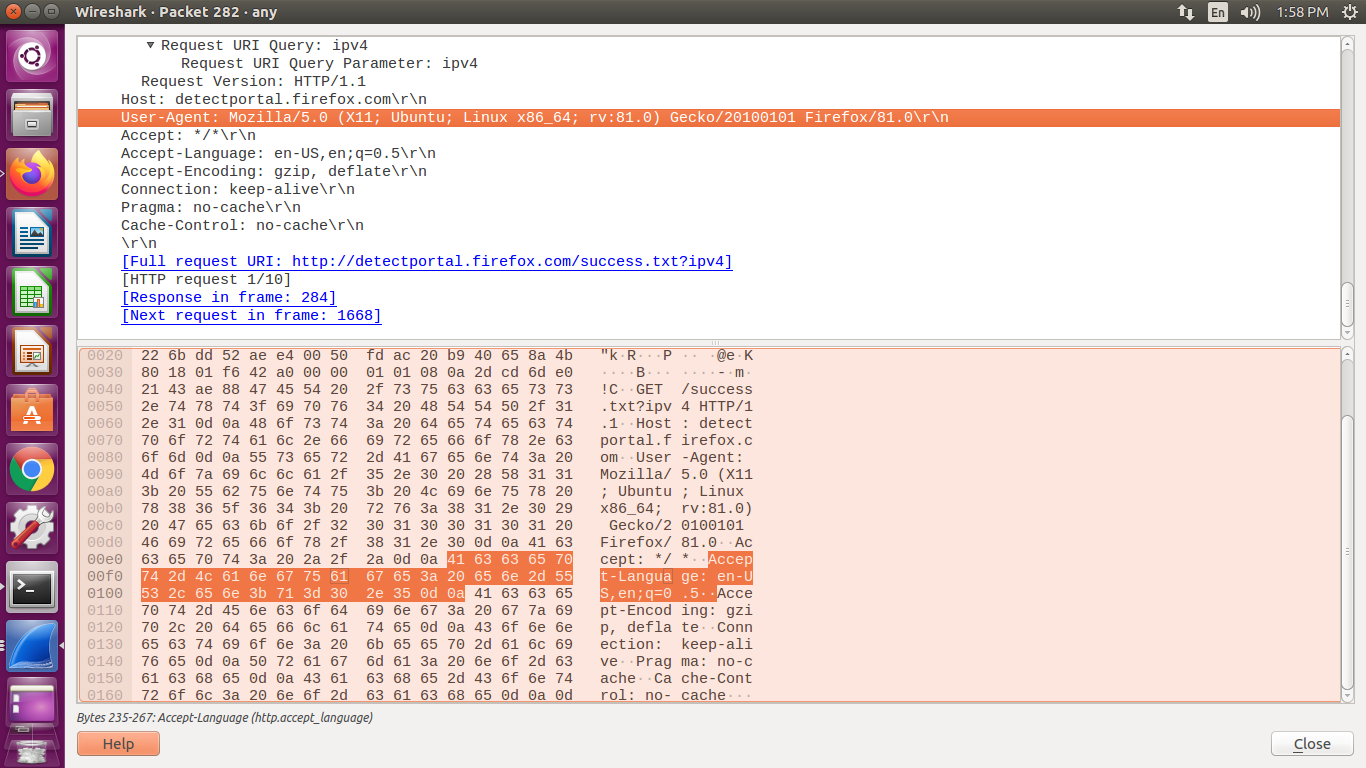 Wireshark · Packet 282 · any
En
1:58 PM
Request URI Query: ipv4
Request URI Query Parameter: ipv4
Request Version: HTTP/1.1
Host: detectportal.firefox.com\r\n
User-Agent: Mozilla/5.0 (X11; Ubuntu; Linux x86_64; rv:81.0) Gecko/20100101 Firefox/81.0\r\n
Accept: */*\r\n
Accept-Language: en-US,en;q=0.5\r\n
Accept-Encoding: gzip, deflate\r\n
Connection: keep-alive\r\n
Pragma: no-cache\r\n
Cache-Control: no-cache\r\n
\r\n
[Full request URI: http://detectportal.firefox.com/success.txt?ipv4]
[HTTP request 1/10]
[Response in frame: 284]
[Next request in frame: 1668]
0020 22 6b dd 52 ae e4 00 50 fd ac 20 b9 40 65 8a 4b "k·R···P ·· ·@e·K
0030 80 18 01 f6 42 a0 00 00 01 01 08 0a 2d cd 6d e0 ····B··· ····-·m·
0040 21 43 ae 88 47 45 54 20 2f 73 75 63 63 65 73 73 !C··GET /success
0050 2e 74 78 74 3f 69 70 76 34 20 48 54 54 50 2f 31 .txt?ipv 4 HTTP/1
0060 2e 31 0d 0a 48 6f 73 74 3a 20 64 65 74 65 63 74 .1··Host : detect
0070 70 6f 72 74 61 6c 2e 66 69 72 65 66 6f 78 2e 63 portal.f irefox.c
0080 6f 6d 0d 0a 55 73 65 72 2d 41 67 65 6e 74 3a 20 om··User -Agent:
0090 4d 6f 7a 69 6c 6c 61 2f 35 2e 30 20 28 58 31 31 Mozilla/ 5.0 (X11
00a0 3b 20 55 62 75 6e 74 75 3b 20 4c 69 6e 75 78 20 ; Ubuntu ; Linux
00b0 78 38 36 5f 36 34 3b 20 72 76 3a 38 31 2e 30 29 x86_64; rv:81.0)
00c0 20 47 65 63 6b 6f 2f 32 30 31 30 30 31 30 31 20 Gecko/2 0100101
00d0 46 69 72 65 66 6f 78 2f 38 31 2e 30 0d 0a 41 63 Firefox/ 81.0··Ac
00e0 63 65 70 74 3a 20 2a 2f 2a 0d 0a 41 63 63 65 70 cept: */ *··Accep
00f0 74 2d 4c 61 6e 67 75 61 67 65 3a 20 65 6e 2d 55 t-Langua ge: en-U
0100 53 2c 65 6e 3b 71 3d 30 2e 35 0d 0a 41 63 63 65 S,en;q=0 .5··Acce
0110 70 74 2d 45 6e 63 6f 64 69 6e 67 3a 20 67 7a 69 pt-Encod ing: gzi
0120 70 2c 20 64 65 66 6c 61 74 65 0d 0a 43 6f 6e 6e p, defla te··Conn
0130 65 63 74 69 6f 6e 3a 20 6b 65 65 70 2d 61 6c 69 ection: keep-ali
0140 76 65 0d 0a 50 72 61 67 6d 61 3a 20 6e 6f 2d 63 ve··Prag ma: no-c
0150 61 63 68 65 0d 0a 43 61 63 68 65 2d 43 6f 6e 74 ache··Ca che-Cont
0160 72 6f 6c 3a 20 6e 6f 2d 63 61 63 68 65 0d 0a 0d rol: no- cache···
Bytes 235-267: Accept-Language (http.accept_language)
Help
Close